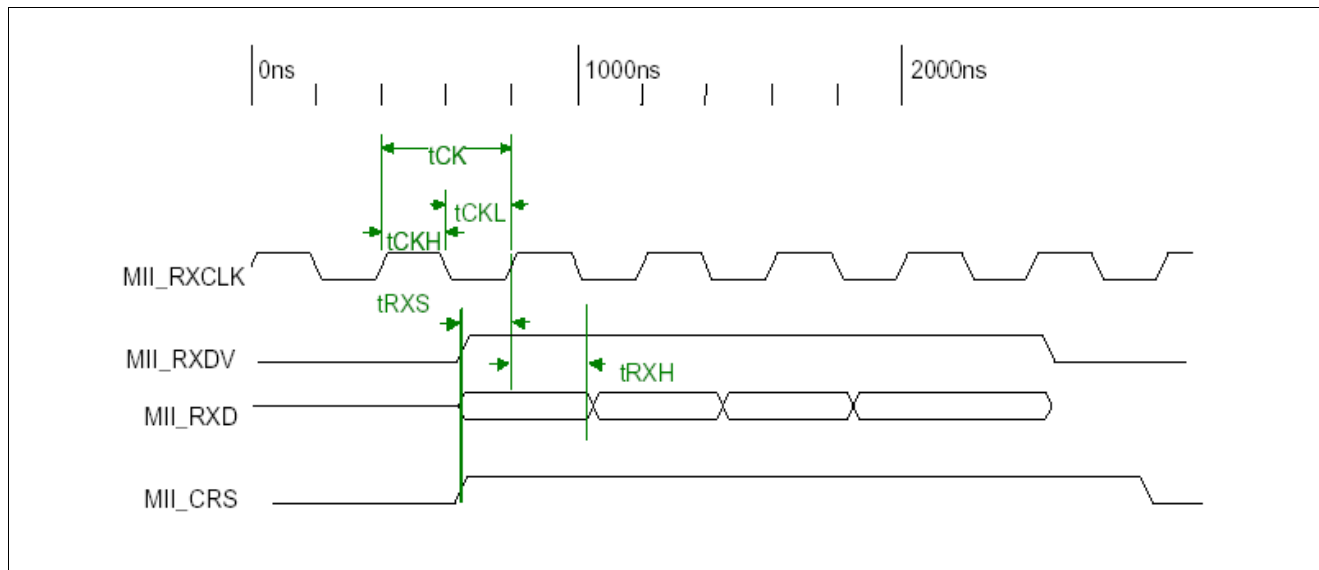 0ns 1000ns 2000ns
tCK
tCKL
tCKH
MII_RXCLK
tRXS
MII_RXDV
tRXH
MII_RXD
MII_CRS